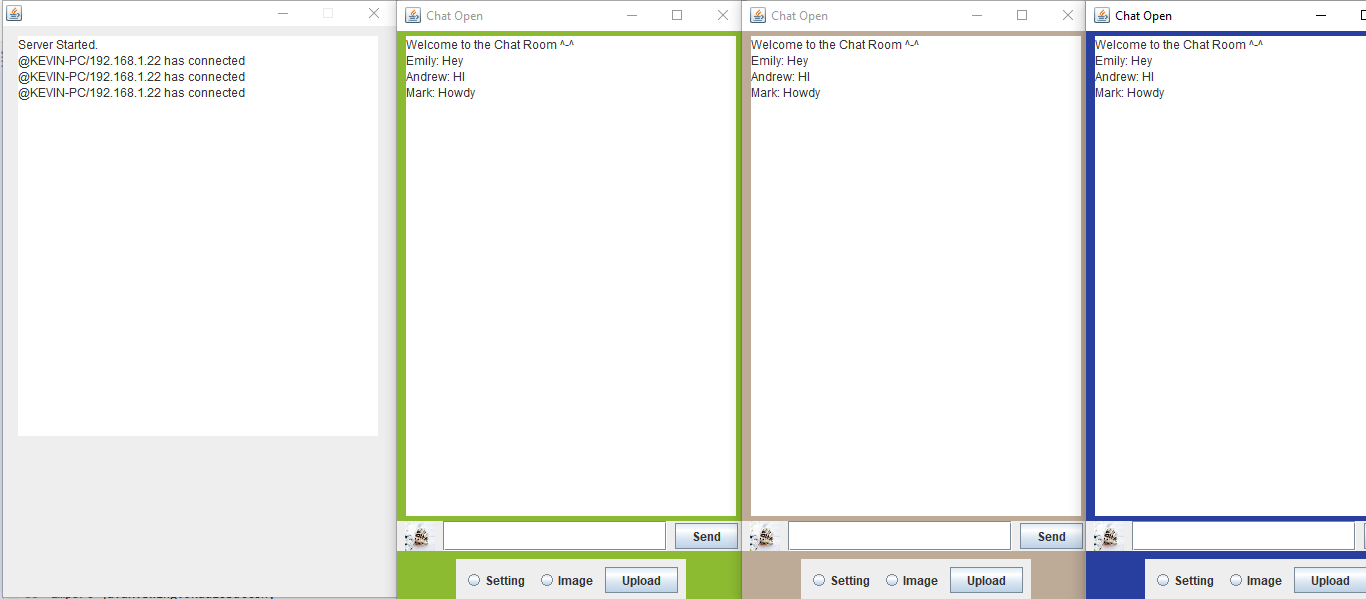 Server Started.
@KEVIN-PC/192.168.1.22 has connected
@KEVIN-PC/192.168.1.22 has connected
@KEVIN-PC/192.168.1.22 has connected
Chat Open
Welcome to the Chat Room ^-^
Emily: Hey
Andrew: HI
Mark: Howdy
Send
Setting
Image
Upload
Chat Open
Welcome to the Chat Room ^-^
Emily: Hey
Andrew: HI
Mark: Howdy
Send
Setting
Image
Upload
Chat Open
Welcome to the Chat Room ^-^
Emily: Hey
Andrew: HI
Mark: Howdy
Setting
Image
Upload